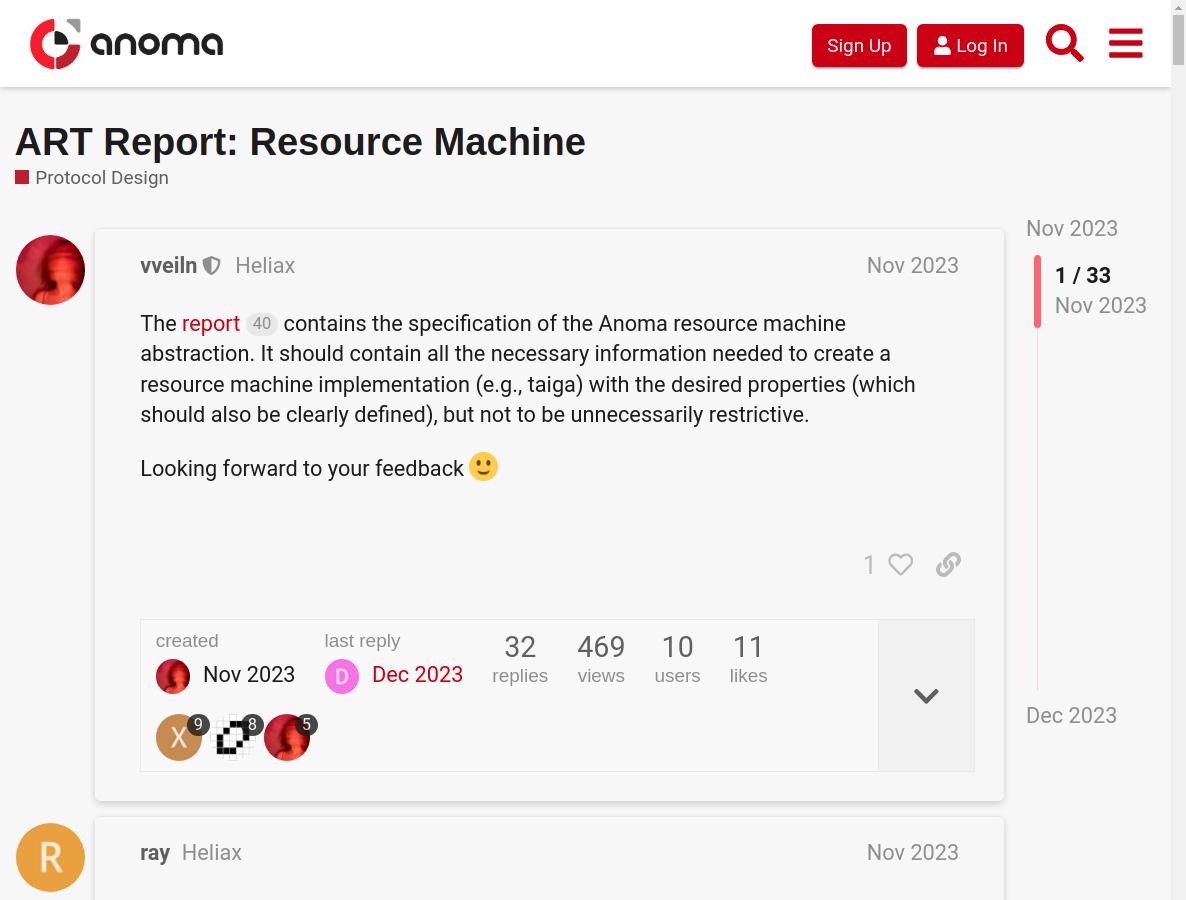 anoma
Sign Up
Log In
ART Report: Resource Machine
Protocol Design
Nov 2023
1 / 33
Nov 2023
vveiln Heliax Nov 2023
The report 40 contains the specification of the Anoma resource machine
abstraction. It should contain all the necessary information needed to create a
resource machine implementation (e.g., taiga) with the desired properties (which
should also be clearly defined), but not to be unnecessarily restrictive.
Looking forward to your feedback
1
created
Nov 2023
last reply
D Dec 2023
32
replies
469
views
10
users
11
likes
X 9 8 5
Dec 2023
R
ray Heliax Nov 2023